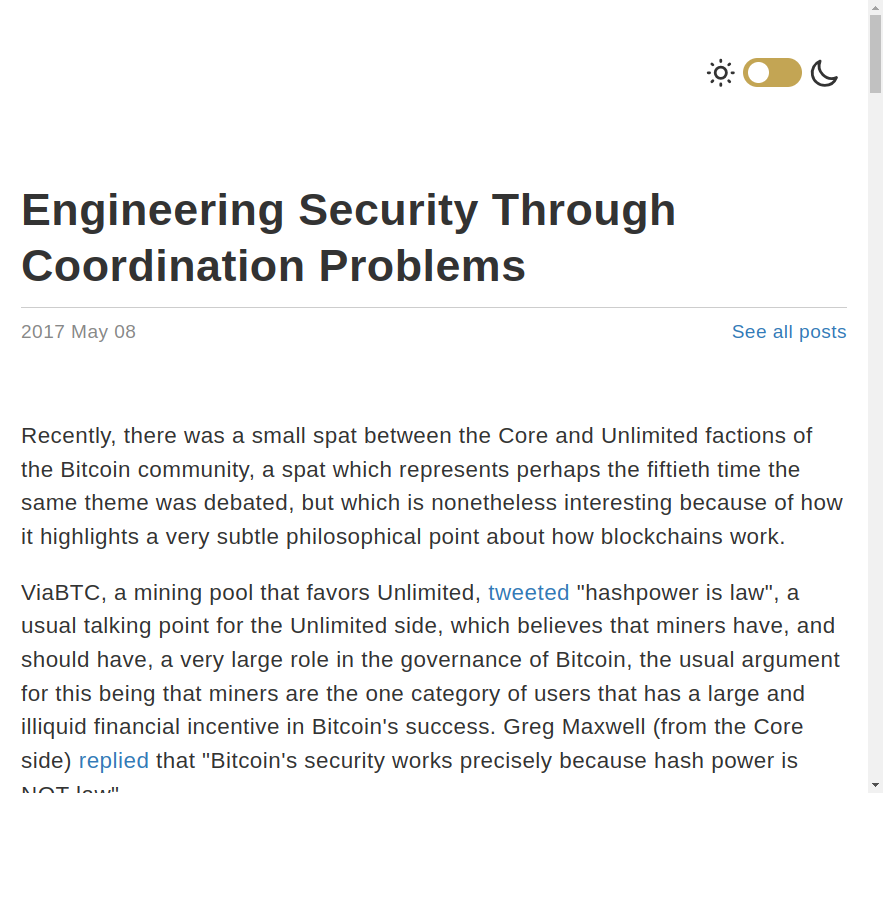 Engineering Security Through
Coordination Problems
2017 May 08
See all posts
Recently, there was a small spat between the Core and Unlimited factions of
the Bitcoin community, a spat which represents perhaps the fiftieth time the
same theme was debated, but which is nonetheless interesting because of how
it highlights a very subtle philosophical point about how blockchains work.
ViaBTC, a mining pool that favors Unlimited, tweeted "hashpower is law", a
usual talking point for the Unlimited side, which believes that miners have, and
should have, a very large role in the governance of Bitcoin, the usual argument
for this being that miners are the one category of users that has a large and
illiquid financial incentive in Bitcoin's success. Greg Maxwell (from the Core
side) replied that "Bitcoin's security works precisely because hash power is
NOT law".